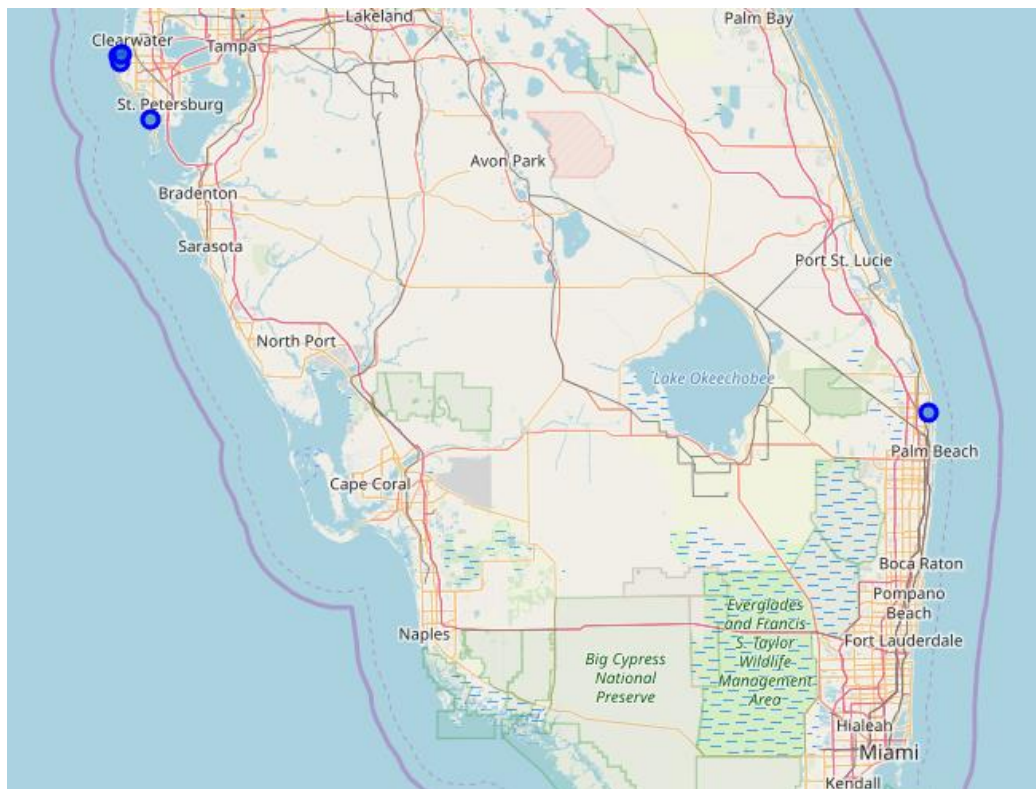 Lakeland
Palm Bay
Clearwater
Tampa
St. Petersburg
Avon Park
Bradenton
Sarasota
Port St. Lucie
North Port
Lake Okeechobee
Palm Beach
Cape Coral
Boca Raton
Pompano
Beach
Everglades
and Francis
S. Taylor
Wildlife
Management
Area
Naples
Fort Lauderdale
Big Cypress
National
Preserve
Hialeah
Miami
Kendall